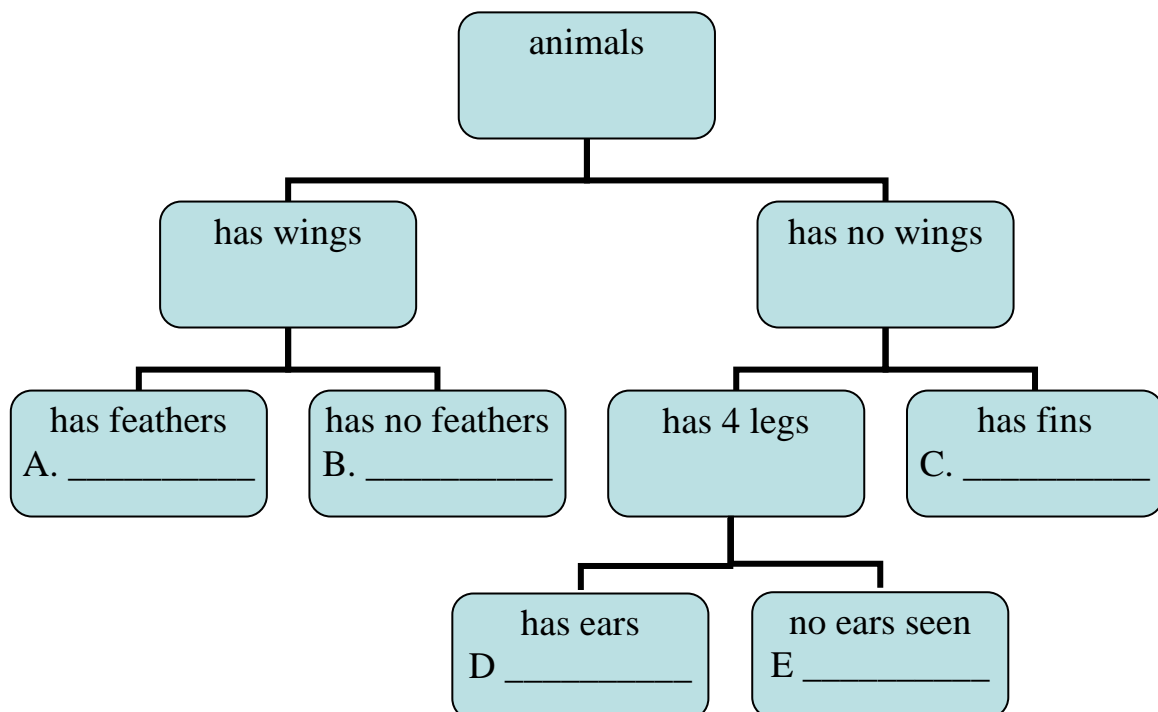 animals
has wings
has no wings
has feathers
A. __________
has no feathers
B. __________
has 4 legs
has fins
C. __________
has ears
D __________
no ears seen
E __________